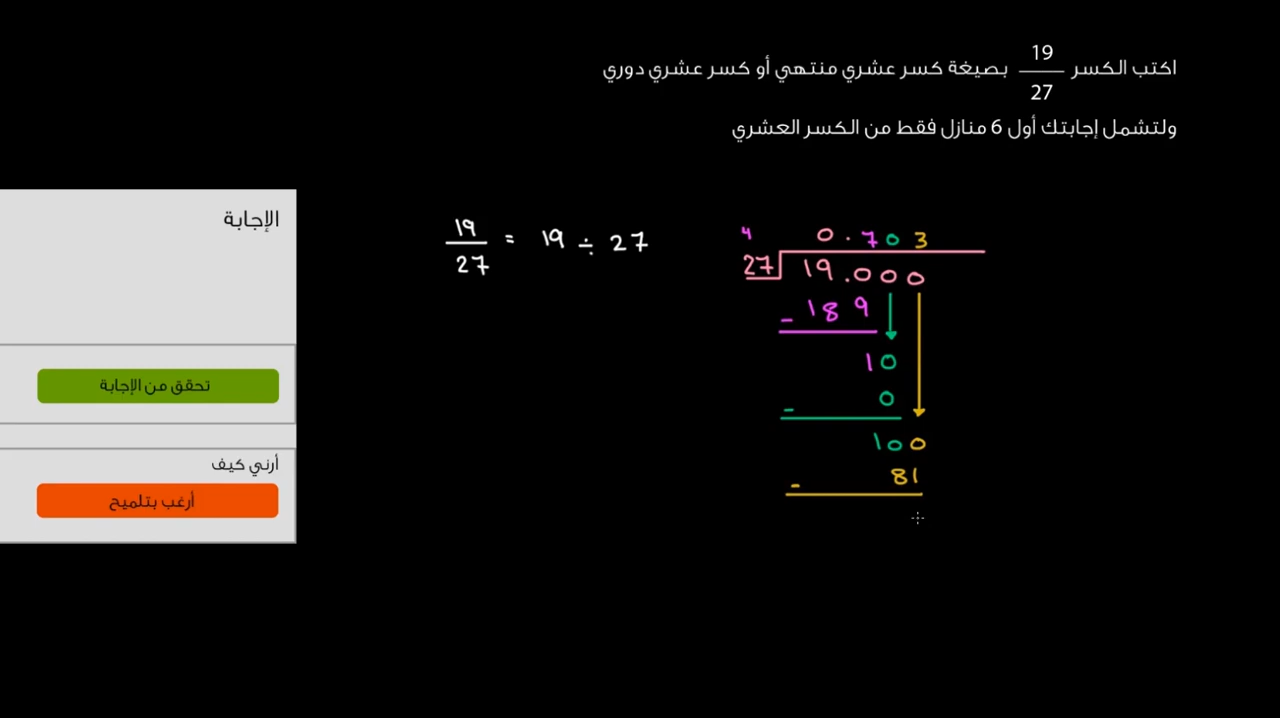 اكتب الكسر 19/27 بصيغة كسر عشري منتهي أو كسر عشري دوري
ولتشمل إجابتك أول 6 منازل فقط من الكسر العشري
الإجابة
تحقق من الإجابة
أرني كيف
أرغب بتلميح
19/27 = 19 ÷ 27
4
0.703
27 19.000
- 189
10
- 0
100
- 81